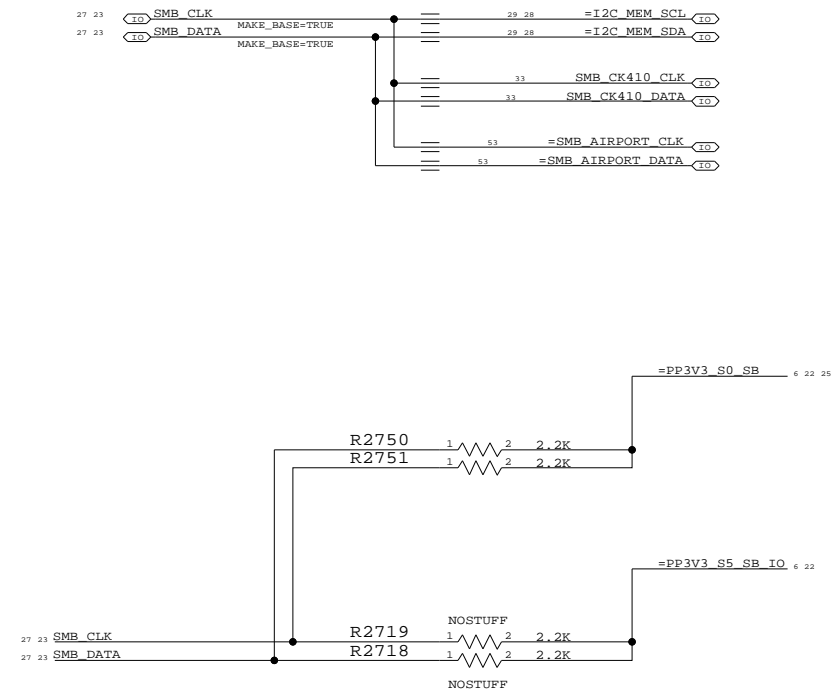 27 23 IO SMB_CLK MAKE_BASE=TRUE 29 28 =I2C_MEM_SCL IO
27 23 IO SMB_DATA MAKE_BASE=TRUE 29 28 =I2C_MEM_SDA IO
33 SMB_CK410_CLK IO
33 SMB_CK410_DATA IO
53 =SMB_AIRPORT_CLK IO
53 =SMB_AIRPORT_DATA IO
=PP3V3_S0_SB 6 22 25
R2750 1 2 2.2K
R2751 1 2 2.2K
=PP3V3_S5_SB_IO 6 22
NOSTUFF
27 23 SMB_CLK R2719 1 2 2.2K
27 23 SMB_DATA R2718 1 2 2.2K
NOSTUFF